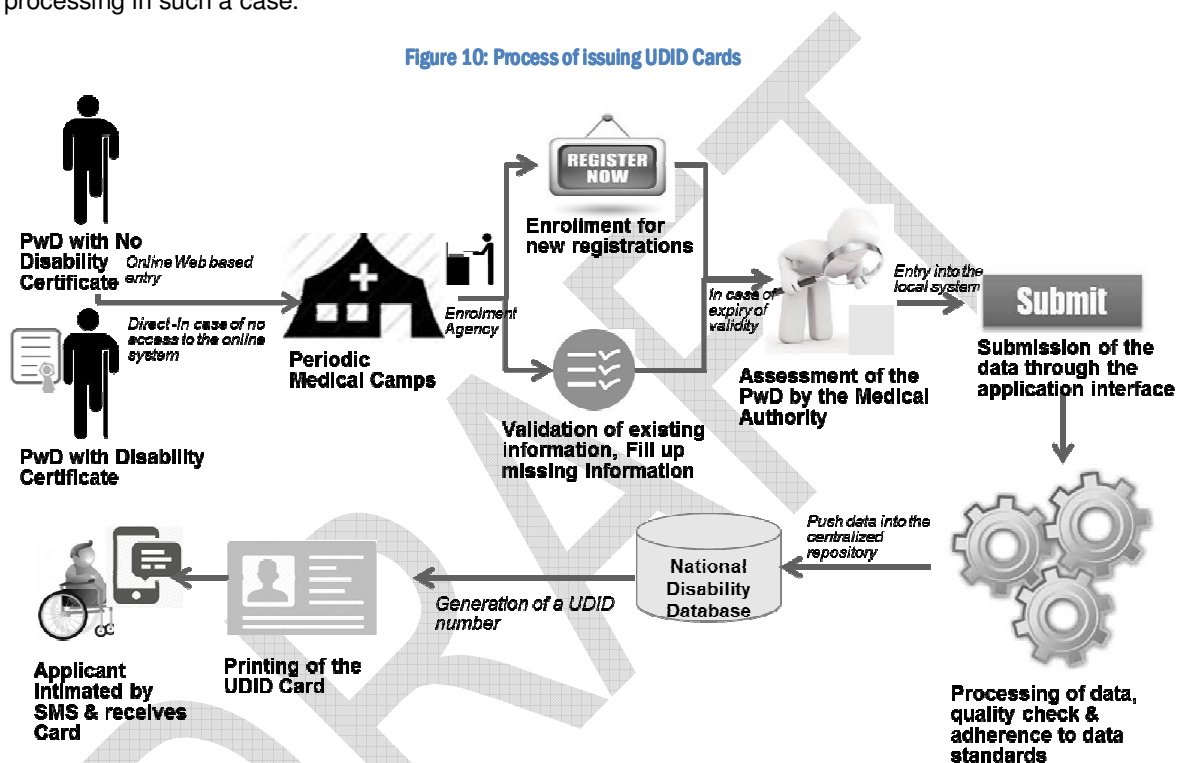 processing in such a case.
Figure 10: Process of issuing UDID Cards
PwD with No
Disability
Certificate
Online Web based
entry
Direct-In case of no
access to the online
system
PwD with Disability
Certificate
Periodic
Medical Camps
Enrolment
Agency
REGISTER
NOW
Enrollment for
new registrations
Validation of existing
information, Fill up
missing information
In case of
expiry of
validity
Assessment of the
PwD by the Medical
Authority
Entry into the
local system
Submit
Submission of the
data through the
application interface
Processing of data,
quality check &
adherence to data
standards
Push data into the
centralized
repository
National
Disability
Database
Generation of a UDID
number
Printing of the
UDID Card
Applicant
Intimated by
SMS & receives
Card
DRAFT